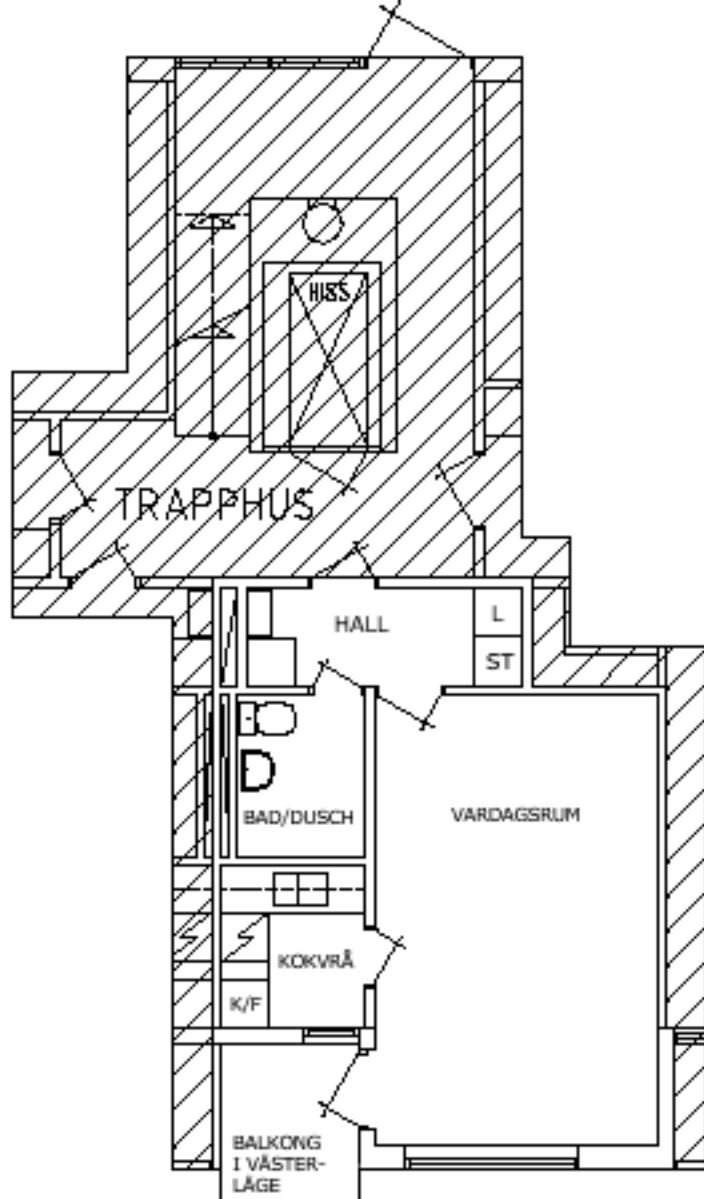 HISS
TRAPPHUS
HALL
L
ST
BAD/DUSCH
VARDAGSRUM
KOKVRÅ
K/F
BALKONG
I VÄSTER-
LÄGE